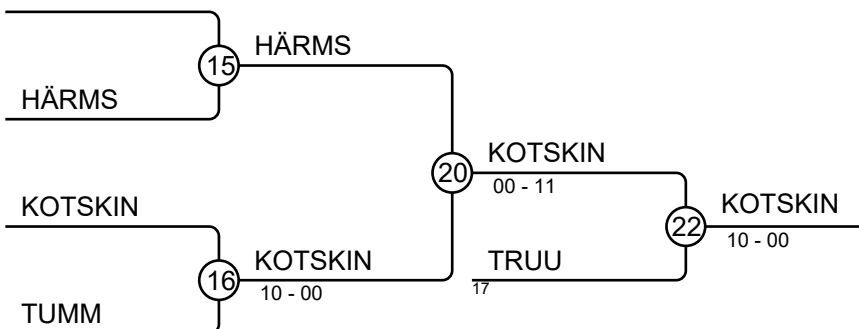 HÄRMS
15
HÄRMS
KOTSKIN
20
00 - 11
KOTSKIN
KOTSKIN
22
10 - 00
KOTSKIN
TRUU
17
16
10 - 00
TUMM